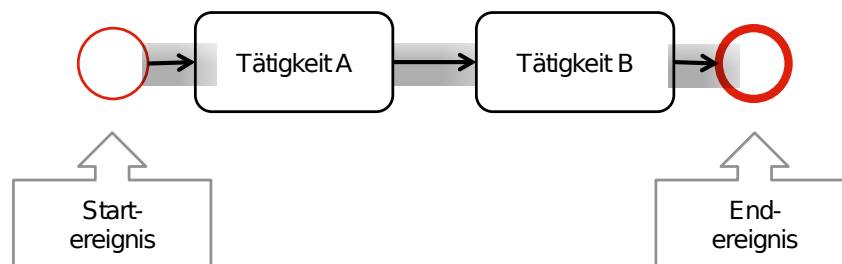 Tätigkeit A
Tätigkeit B
Start-
ereignis
End-
ereignis